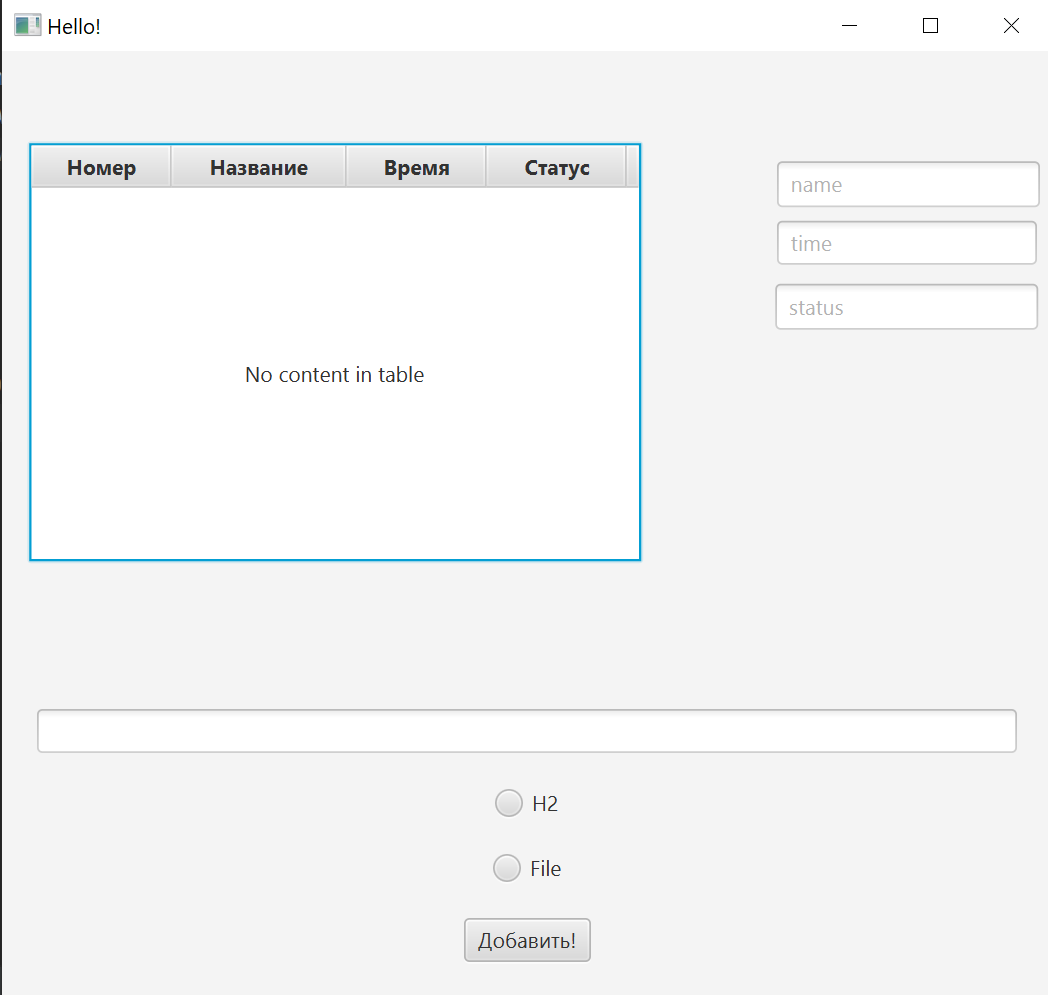 Hello!
Номер Название Время Статус
name
time
status
No content in table
H2
File
Добавить!